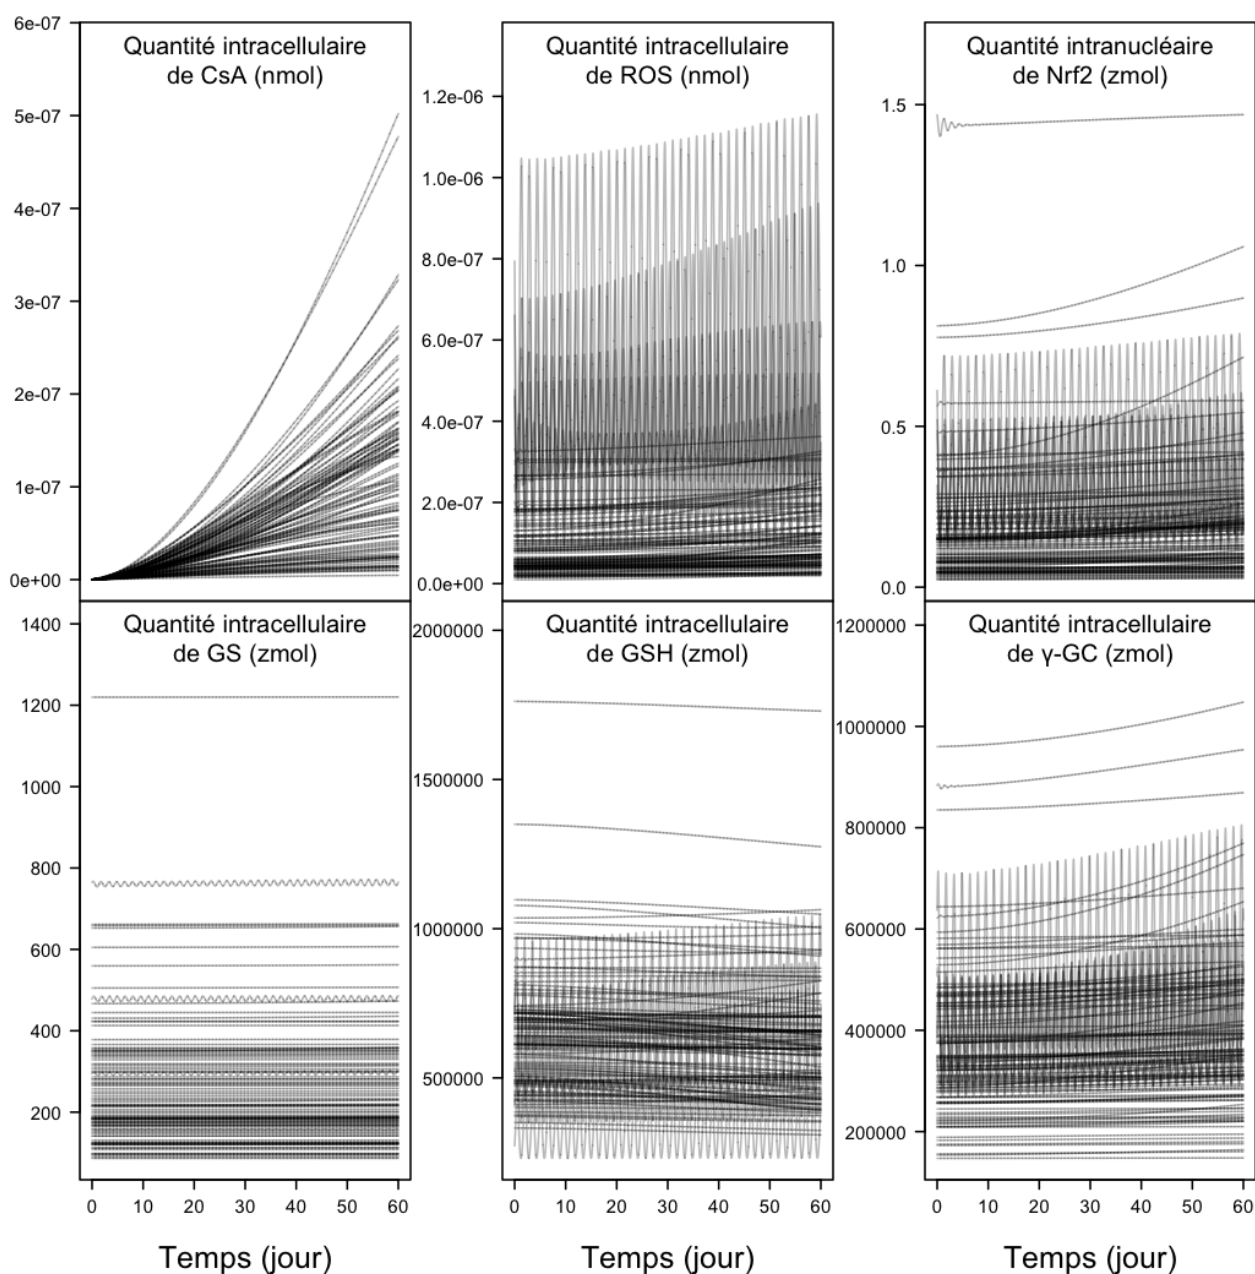 Quantité intracellulaire
de CsA (nmol)
6e-07
5e-07
4e-07
3e-07
2e-07
1e-07
0e+00
Quantité intracellulaire
de ROS (nmol)
1.2e-06
1.0e-06
8.0e-07
6.0e-07
4.0e-07
2.0e-07
0.0e+00
Quantité intranucléaire
de Nrf2 (zmol)
1.5
1.0
0.5
0.0
Quantité intracellulaire
de GS (zmol)
1400
1200
1000
800
600
400
200
0 10 20 30 40 50 60
Temps (jour)
Quantité intracellulaire
de GSH (zmol)
2000000
1500000
1000000
500000
0 10 20 30 40 50 60
Temps (jour)
Quantité intracellulaire
de γ-GC (zmol)
1200000
1000000
800000
600000
400000
200000
0 10 20 30 40 50 60
Temps (jour)